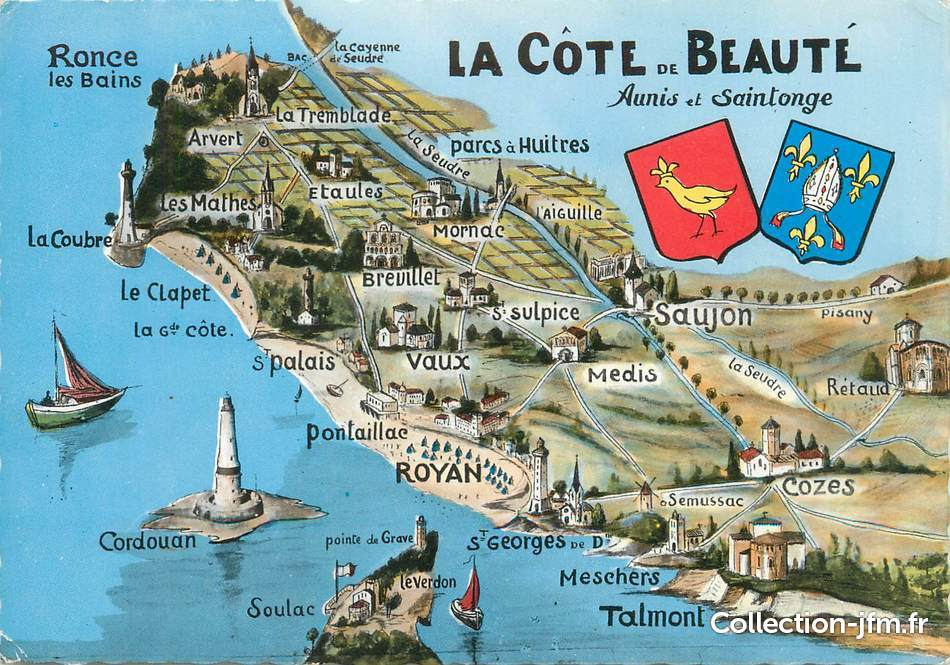 LA CÔTE DE BEAUTÉ
Aunis et Saintonge
Ronce
les Bains
BAC
la Cayenne
de Seudre
La Tremblade
Arvert
La Seudre
parcs à Huitres
Etaules
les Mathes
Mornac
l'Aiguille
La Coubre
Brevillet
le Clapet
St sulpice
Saujon
pisany
la Gde côte.
St palais
Vaux
Medis
la Seudre
Rétaud
pontaillac
ROYAN
Semussac
Cozes
Cordouan
pointe de Grave
St Georges de De
le Verdon
Meschers
Soulac
Talmont
Collection-jfm.fr